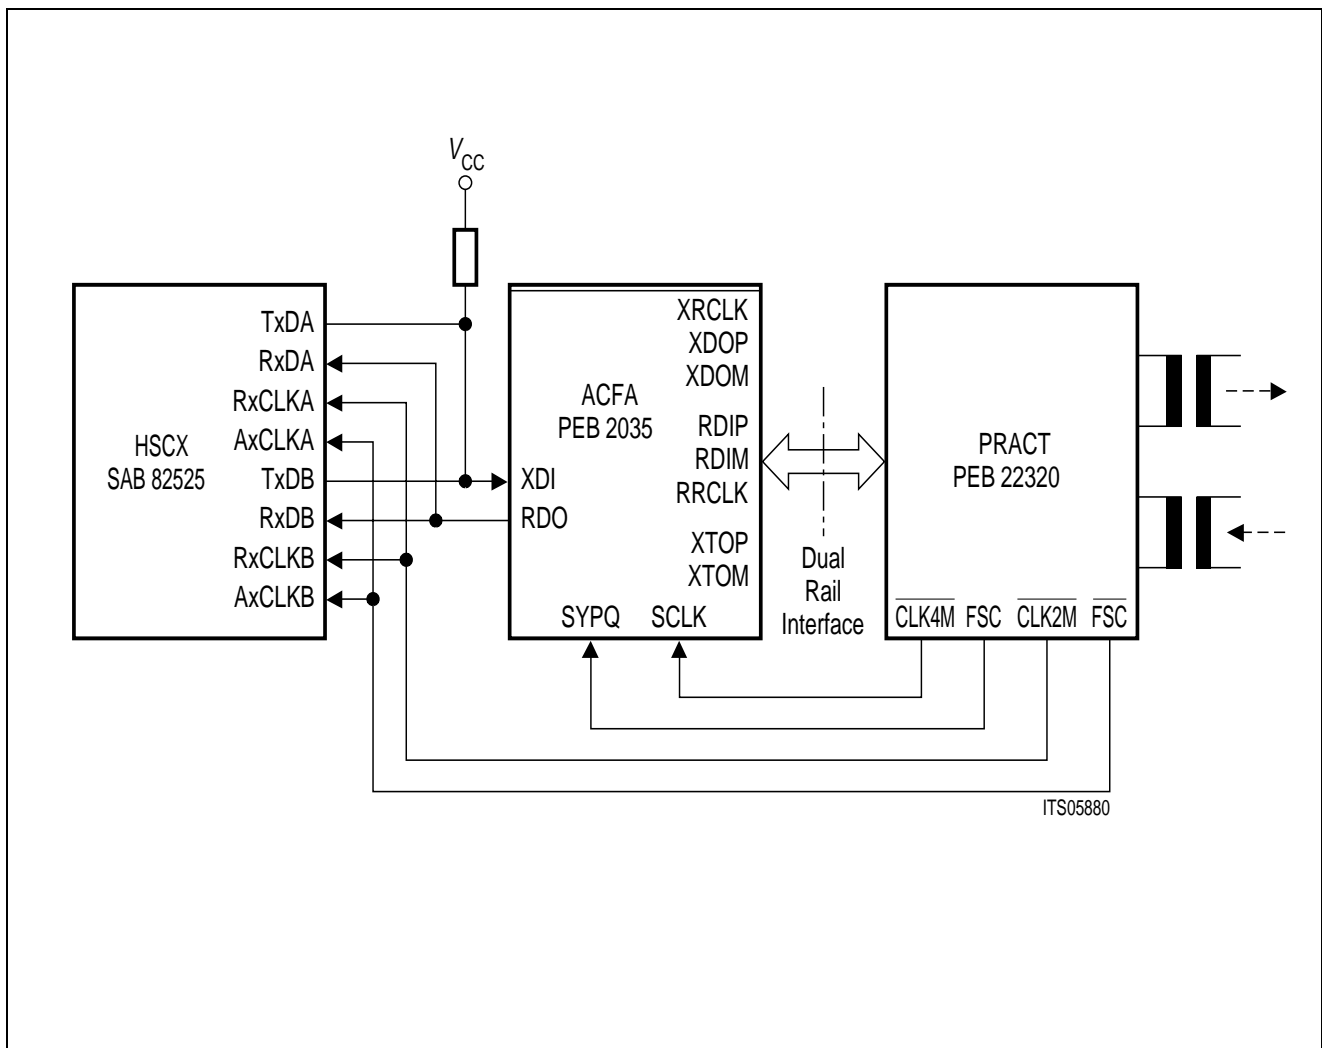 VCC
TxDA
RxDA
RxCLKA
AxCLKA
TxDB
RxDB
RxCLKB
AxCLKB
HSCX
SAB 82525
ACFA
PEB 2035
XDI
RDO
SYPQ
SCLK
XRCLK
XDOP
XDOM
RDIP
RDIM
RRCLK
XTOP
XTOM
Dual
Rail
Interface
PRACT
PEB 22320
CLK4M FSC CLK2M FSC
ITS05880